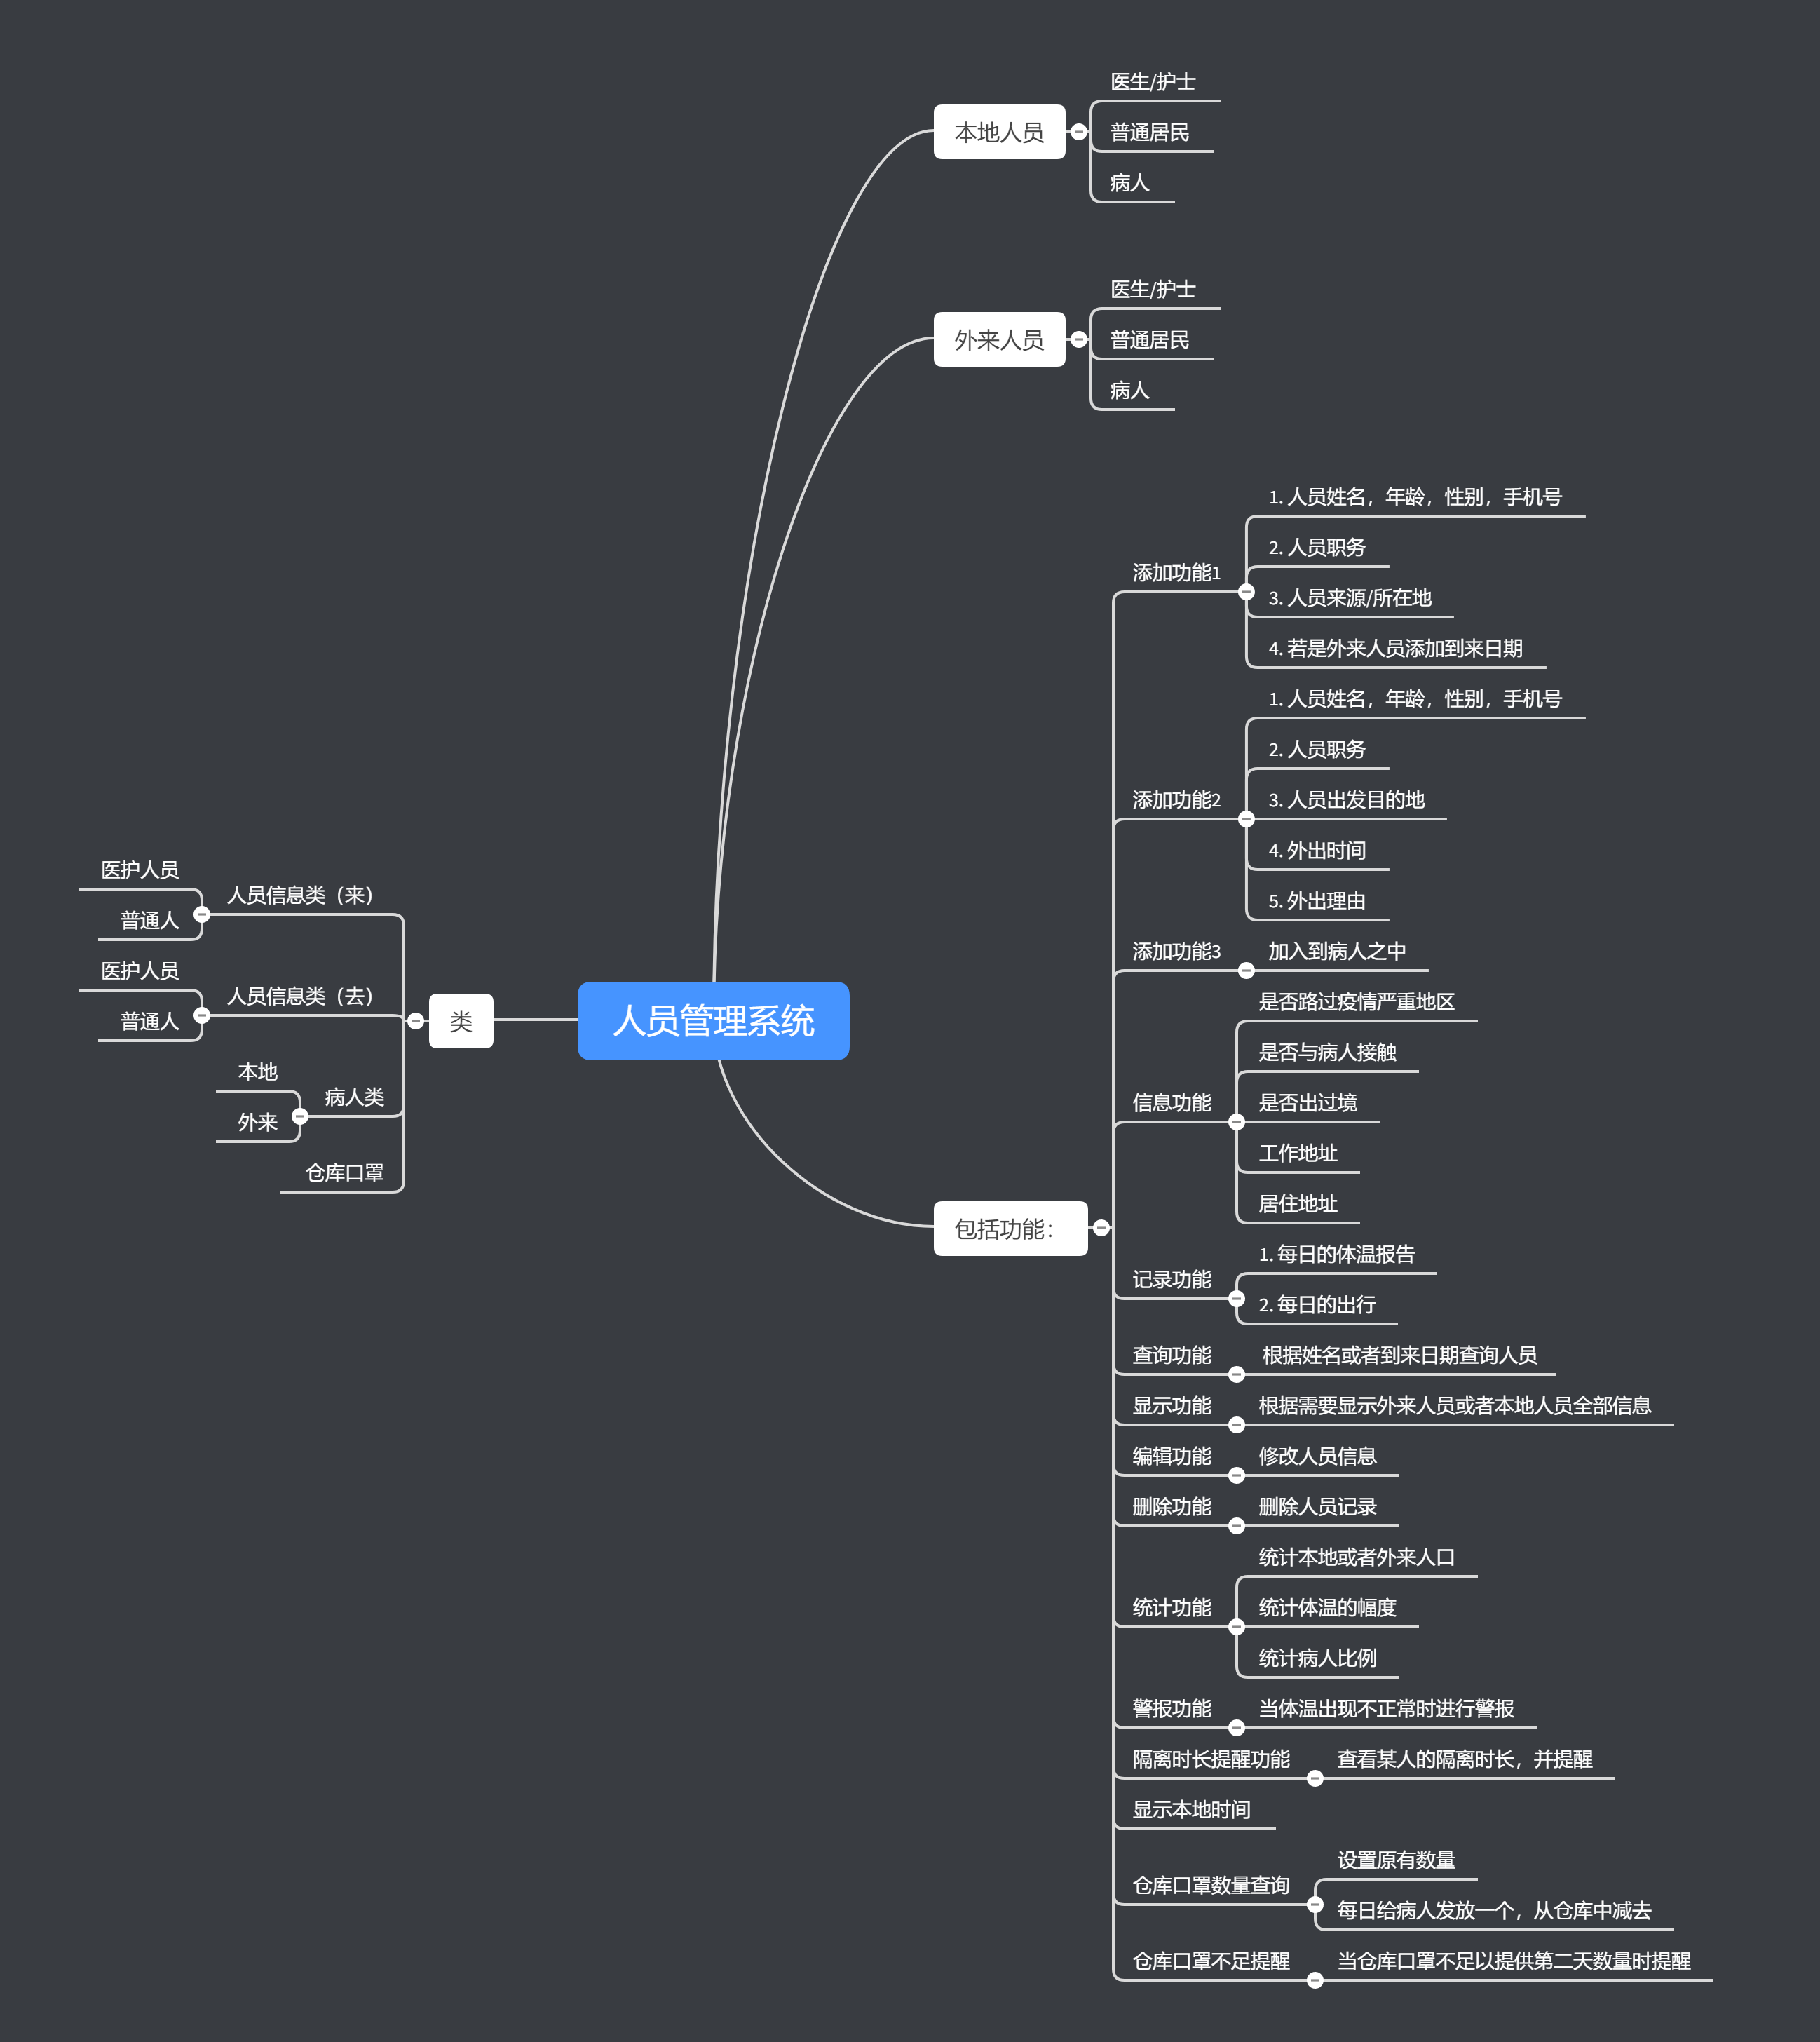 人员管理系统
本地人员
医生/护士
普通居民
病人
外来人员
医生/护士
普通居民
病人
包括功能：
添加功能1
1. 人员姓名，年龄，性别，手机号
2. 人员职务
3. 人员来源/所在地
4. 若是外来人员添加到来日期
添加功能2
1. 人员姓名，年龄，性别，手机号
2. 人员职务
3. 人员出发目的地
4. 外出时间
5. 外出理由
添加功能3
加入到病人之中
信息功能
是否路过疫情严重地区
是否与病人接触
是否出过境
工作地址
居住地址
记录功能
1. 每日的体温报告
2. 每日的出行
查询功能
根据姓名或者到来日期查询人员
显示功能
根据需要显示外来人员或者本地人员全部信息
编辑功能
修改人员信息
删除功能
删除人员记录
统计功能
统计本地或者外来人口
统计体温的幅度
统计病人比例
警报功能
当体温出现不正常时进行警报
隔离时长提醒功能
查看某人的隔离时长，并提醒
显示本地时间
仓库口罩数量查询
设置原有数量
每日给病人发放一个，从仓库中减去
仓库口罩不足提醒
当仓库口罩不足以提供第二天数量时提醒
类
人员信息类（来）
医护人员
普通人
人员信息类（去）
医护人员
普通人
病人类
本地
外来
仓库口罩